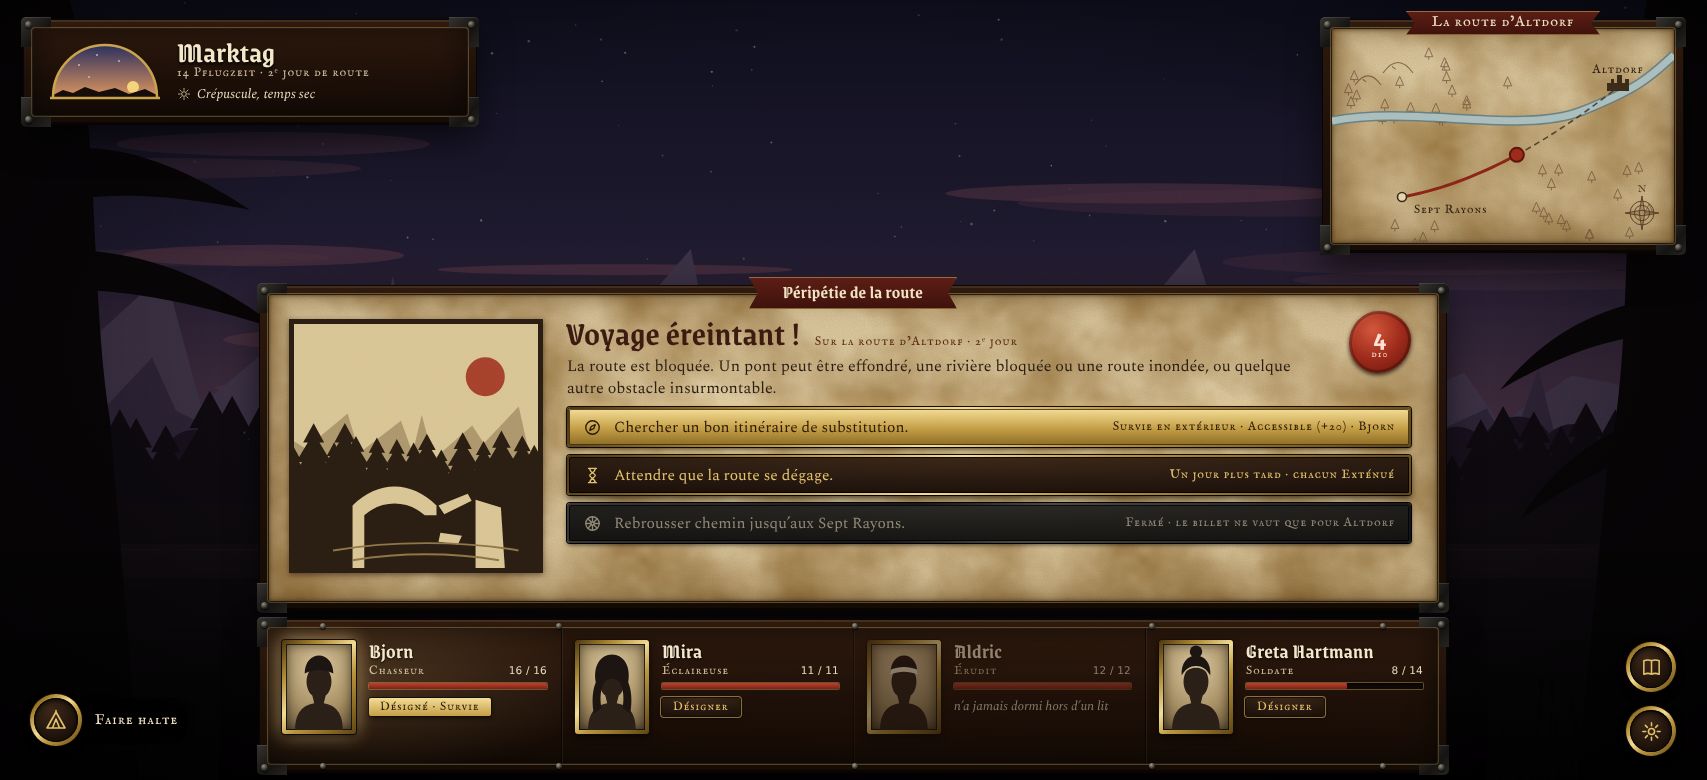 Marktag
14 Pflugzeit · 2e jour de route
Crépuscule, temps sec
La route d'Altdorf
Altdorf
Sept Rayons
N
Péripétie de la route
Voyage éreintant !
Sur la route d'Altdorf · 2e jour
4
D10
La route est bloquée. Un pont peut être effondré, une rivière bloquée ou une route inondée, ou quelque
autre obstacle insurmontable.
Chercher un bon itinéraire de substitution.
Survie en extérieur · Accessible (+20) · Bjorn
Attendre que la route se dégage.
Un jour plus tard · chacun Exténué
Rebrousser chemin jusqu'aux Sept Rayons.
Fermé · le billet ne vaut que pour Altdorf
Bjorn
Chasseur 16 / 16
Désigné · Survie
Mira
Éclaireuse 11 / 11
Désigner
Aldric
Érudit 12 / 12
n'a jamais dormi hors d'un lit
Greta Hartmann
Soldate 8 / 14
Désigner
Faire halte